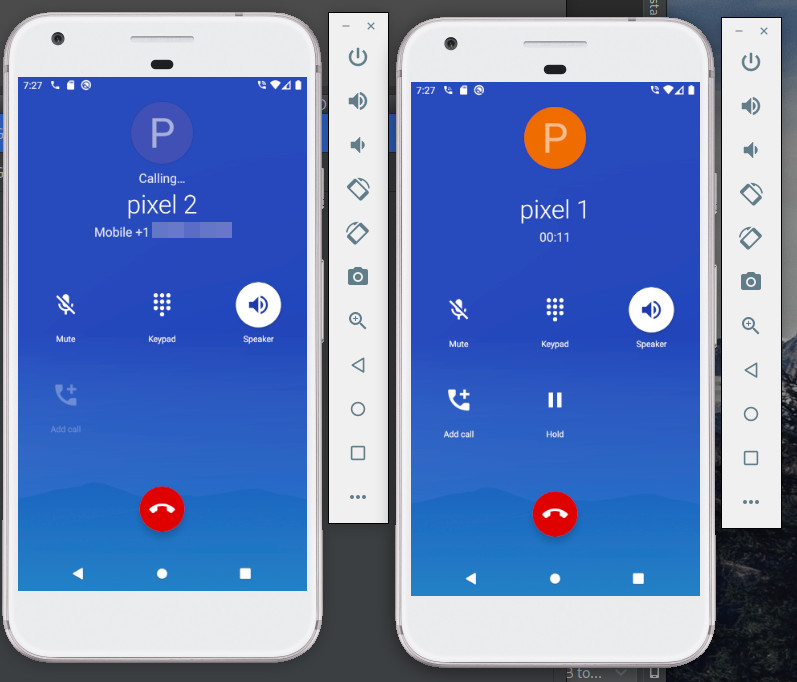 7:27
P
Calling...
pixel 2
Mobile +1
Mute
Keypad
Speaker
Add call
7:27
P
pixel 1
00:11
Mute
Keypad
Speaker
Add call
Hold
3 to...